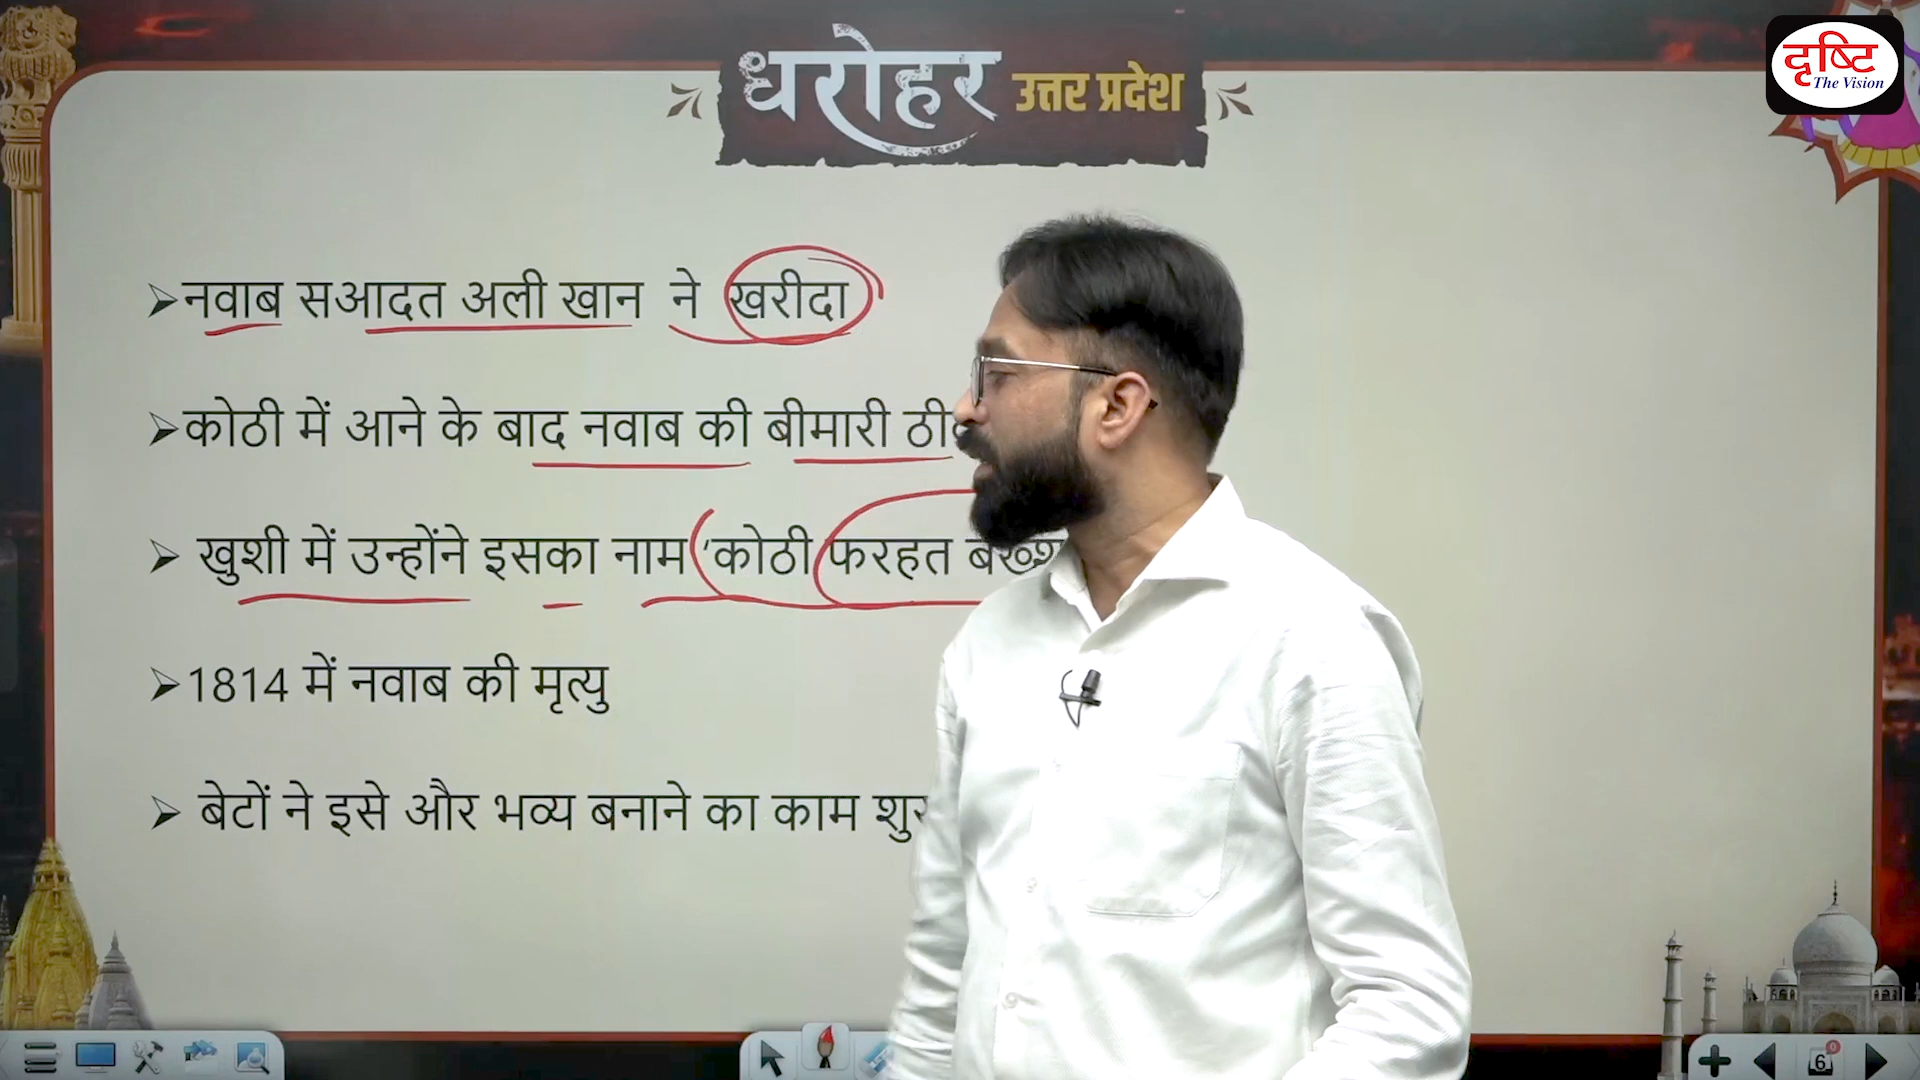 धरोहर उत्तर प्रदेश
दृष्टि
The Vision
➢नवाब सआदत अली खान ने खरीदा
➢कोठी में आने के बाद नवाब की बीमारी
➢ खुशी में उन्होंने इसका नाम 'कोठी फरहत
➢1814 में नवाब की मृत्यु
➢ बेटों ने इसे और भव्य बनाने का काम
6
0